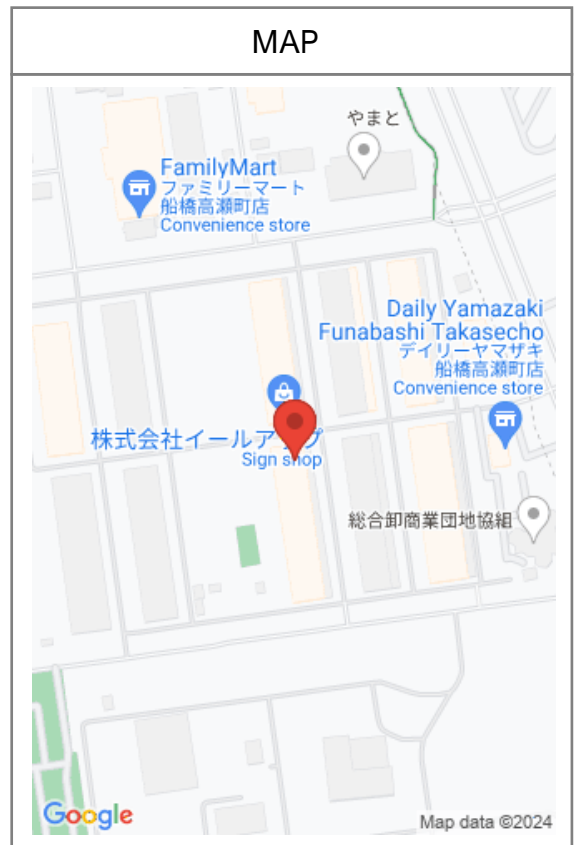 MAP
やまと
FamilyMart
ファミリーマート
船橋高瀬町店
Convenience store
Daily Yamazaki
Funabashi Takasecho
デイリーヤマザキ
船橋高瀬町店
Convenience store
株式会社イールアップ
Sign shop
総合卸商業団地協組
Google
Map data ©2024